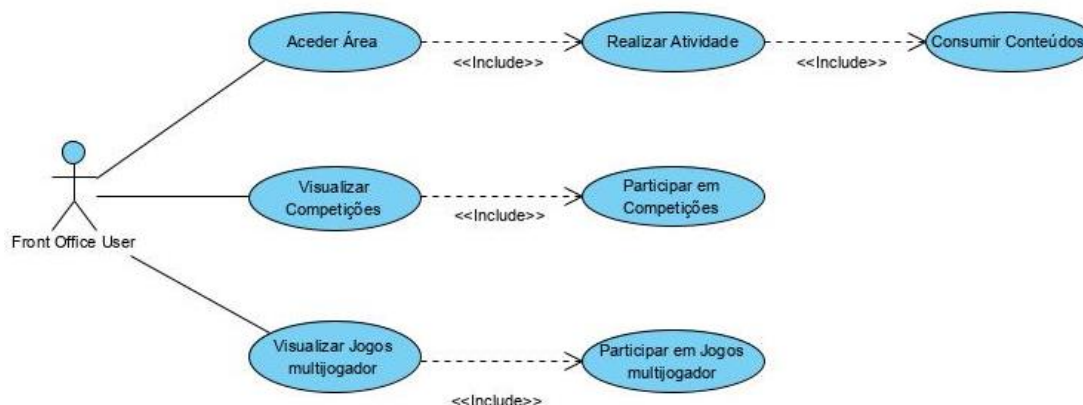 Aceder Área
<<Include>>
Realizar Atividade
<<Include>>
Consumir Conteúdos
Front Office User
Visualizar
Competições
<<Include>>
Participar em
Competições
Visualizar Jogos
multijogador
<<Include>>
Participar em Jogos
multijogador